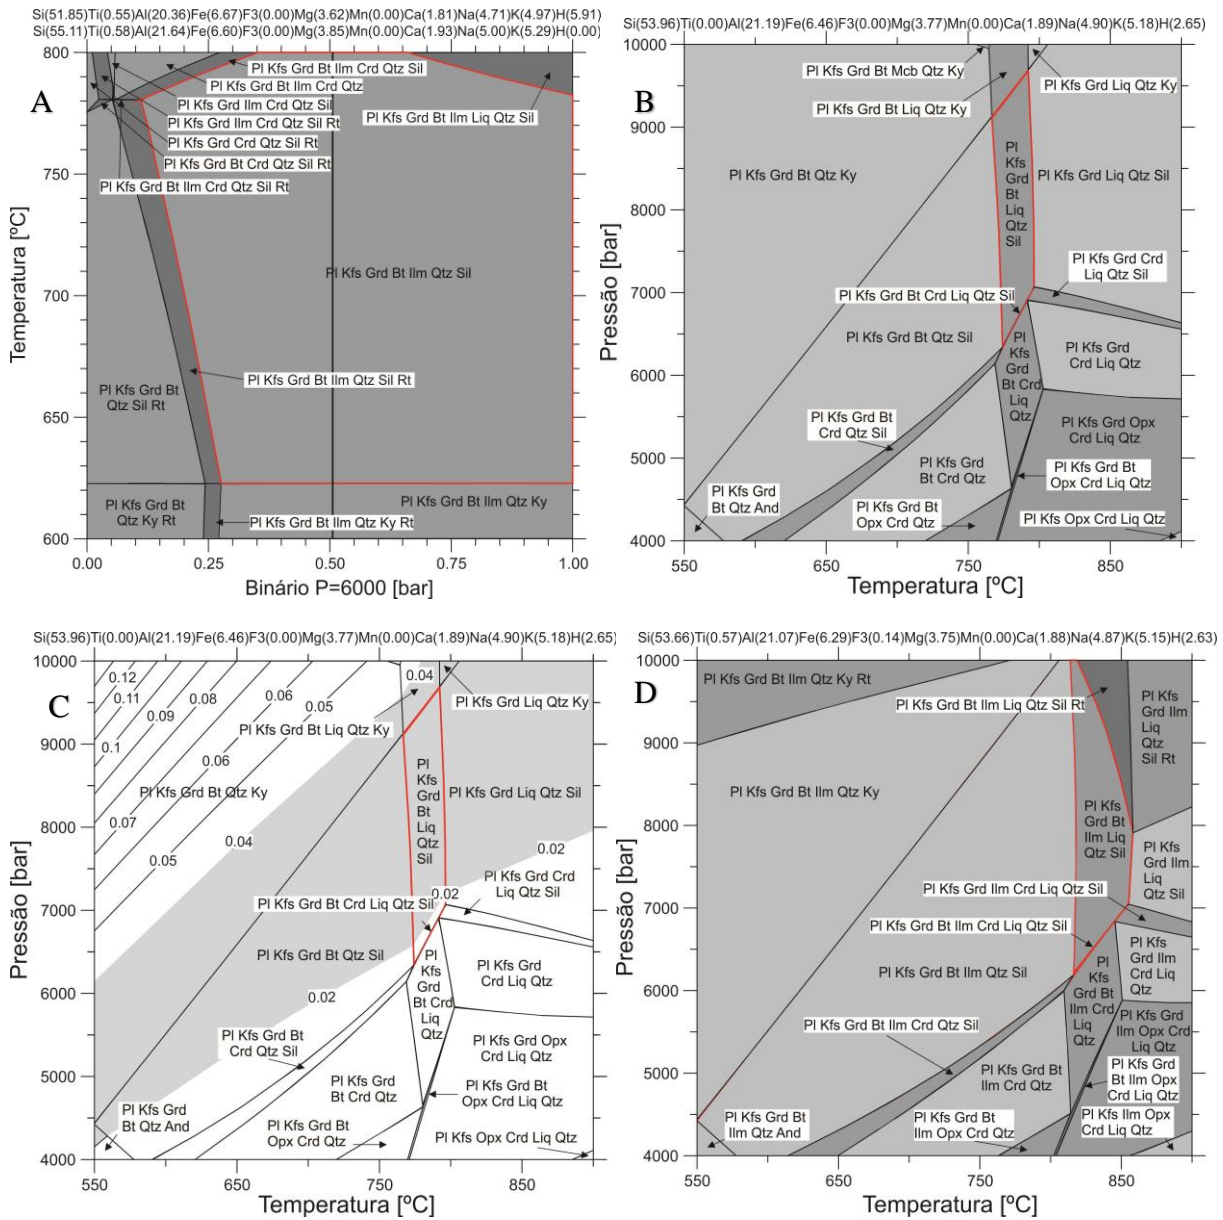 Si(51.85)Ti(0.55)Al(20.36)Fe(6.67)F3(0.00)Mg(3.62)Mn(0.00)Ca(1.81)Na(4.71)K(4.97)H(5.91)
Si(55.11)Ti(0.58)Al(21.64)Fe(6.60)F3(0.00)Mg(3.85)Mn(0.00)Ca(1.93)Na(5.00)K(5.29)H(0.00)
A
Temperatura [ºC]
800
750
700
650
600
Pl Kfs Grd Bt Ilm Crd Qtz Sil
Pl Kfs Grd Bt Ilm Crd Qtz
Pl Kfs Grd Ilm Crd Qtz Sil
Pl Kfs Grd Ilm Crd Qtz Sil Rt
Pl Kfs Grd Crd Qtz Sil Rt
Pl Kfs Grd Bt Crd Qtz Sil Rt
Pl Kfs Grd Bt Ilm Crd Qtz Sil Rt
Pl Kfs Grd Bt Ilm Liq Qtz Sil
Pl Kfs Grd Bt Ilm Qtz Sil
Pl Kfs Grd Bt Ilm Qtz Sil Rt
Pl Kfs Grd Bt
Qtz Sil Rt
Pl Kfs Grd Bt
Qtz Ky Rt
Pl Kfs Grd Bt Ilm Qtz Ky
Pl Kfs Grd Bt Ilm Qtz Ky Rt
0.00
0.25
0.50
0.75
1.00
Binário P=6000 [bar]
Si(53.96)Ti(0.00)Al(21.19)Fe(6.46)F3(0.00)Mg(3.77)Mn(0.00)Ca(1.89)Na(4.90)K(5.18)H(2.65)
B
Pressão [bar]
10000
9000
8000
7000
6000
5000
4000
Pl Kfs Grd Bt Mcb Qtz Ky
Pl Kfs Grd Liq Qtz Ky
Pl Kfs Grd Bt Liq Qtz Ky
Pl Kfs Grd Bt Qtz Ky
Pl
Kfs
Grd
Bt
Liq
Qtz
Sil
Pl Kfs Grd Liq Qtz Sil
Pl Kfs Grd Crd
Liq Qtz Sil
Pl Kfs Grd Bt Crd Liq Qtz Sil
Pl Kfs Grd Bt Qtz Sil
Pl
Kfs
Grd
Bt Crd
Liq
Qtz
Pl Kfs Grd
Crd Liq Qtz
Pl Kfs Grd Bt
Crd Qtz Sil
Pl Kfs Grd Opx
Crd Liq Qtz
Pl Kfs Grd
Bt Crd Qtz
Pl Kfs Grd Bt
Opx Crd Liq Qtz
Pl Kfs Grd
Bt Qtz And
Pl Kfs Grd Bt
Opx Crd Qtz
Pl Kfs Opx Crd Liq Qtz
550
650
750
850
Temperatura [ºC]
Si(53.96)Ti(0.00)Al(21.19)Fe(6.46)F3(0.00)Mg(3.77)Mn(0.00)Ca(1.89)Na(4.90)K(5.18)H(2.65)
C
Pressão [bar]
10000
9000
8000
7000
6000
5000
4000
0.12
0.11
0.09
0.1
0.08
0.06
0.05
0.04
Pl Kfs Grd Liq Qtz Ky
Pl Kfs Grd Bt Liq Qtz Ky
0.06
Pl Kfs Grd Bt Qtz Ky
0.07
0.05
0.04
Pl
Kfs
Grd
Bt
Liq
Qtz
Sil
Pl Kfs Grd Liq Qtz Sil
0.02
0.02
Pl Kfs Grd Crd
Liq Qtz Sil
Pl Kfs Grd Bt Crd Liq Qtz Sil
Pl Kfs Grd Bt Qtz Sil
0.02
Pl
Kfs
Grd
Bt Crd
Liq
Qtz
Pl Kfs Grd
Crd Liq Qtz
Pl Kfs Grd Bt
Crd Qtz Sil
Pl Kfs Grd Opx
Crd Liq Qtz
Pl Kfs Grd
Bt Crd Qtz
Pl Kfs Grd Bt
Opx Crd Liq Qtz
Pl Kfs Grd
Bt Qtz And
Pl Kfs Grd Bt
Opx Crd Qtz
Pl Kfs Opx Crd Liq Qtz
550
650
750
850
Temperatura [ºC]
Si(53.66)Ti(0.57)Al(21.07)Fe(6.29)F3(0.14)Mg(3.75)Mn(0.00)Ca(1.88)Na(4.87)K(5.15)H(2.63)
D
Pressão [bar]
10000
9000
8000
7000
6000
5000
4000
Pl Kfs Grd Bt Ilm Qtz Ky Rt
Pl Kfs Grd Bt Ilm Liq Qtz Sil Rt
Pl Kfs
Grd Ilm
Liq
Qtz
Sil Rt
Pl Kfs Grd Bt Ilm Qtz Ky
Pl Kfs
Grd Bt
Ilm Liq
Qtz Sil
Pl Kfs
Grd Ilm
Liq
Qtz Sil
Pl Kfs Grd Ilm Crd Liq Qtz Sil
Pl Kfs Grd Bt Ilm Crd Liq Qtz Sil
Pl Kfs Grd Bt Ilm Qtz Sil
Pl
Kfs
Grd Bt
Ilm Crd
Liq
Qtz
Pl Kfs
Grd Ilm
Crd Liq
Qtz
Pl Kfs Grd Bt Ilm Crd Qtz Sil
Pl Kfs Grd
Ilm Opx Crd
Liq Qtz
Pl Kfs Grd Bt
Ilm Crd Qtz
Pl Kfs Grd
Bt Ilm Opx
Crd Liq Qtz
Pl Kfs Grd Bt
Ilm Qtz And
Pl Kfs Grd Bt
Ilm Opx Crd Qtz
Pl Kfs Ilm Opx
Crd Liq Qtz
550
650
750
850
Temperatura [ºC]